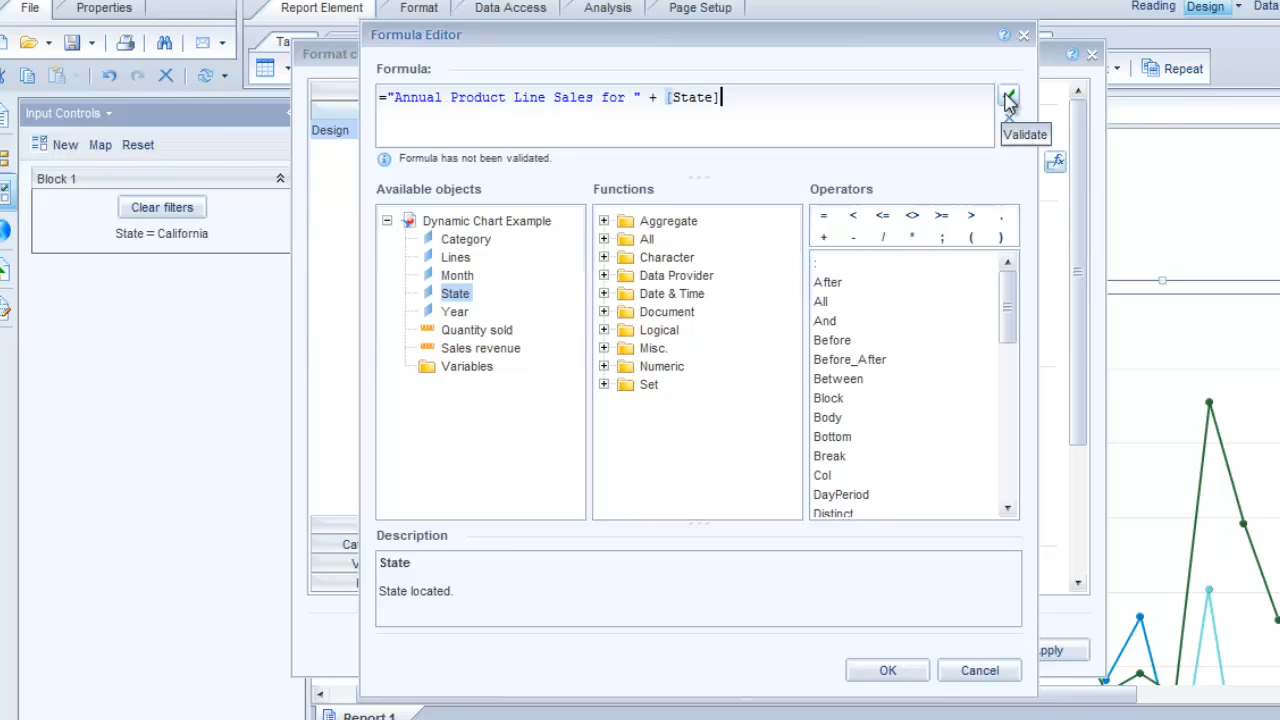 File
Properties
Report Element
Format
Data Access
Analysis
Page Setup
Reading
Design
Data
Formula Editor
Format c
Repeat
Formula:
="Annual Product Line Sales for " + [State]
Validate
Formula has not been validated.
Input Controls
New
Map
Reset
Block 1
Clear filters
State = California
Design
Available objects
Functions
Operators
Dynamic Chart Example
Category
Lines
Month
State
Year
Quantity sold
Sales revenue
Variables
Aggregate
All
Character
Data Provider
Date & Time
Document
Logical
Misc.
Numeric
Set
= < <= <> >= > .
+ - / * ; ( )
:
After
All
And
Before
Before_After
Between
Block
Body
Bottom
Break
Col
DayPeriod
Distinct
Description
State
State located.
OK
Cancel
Report 1